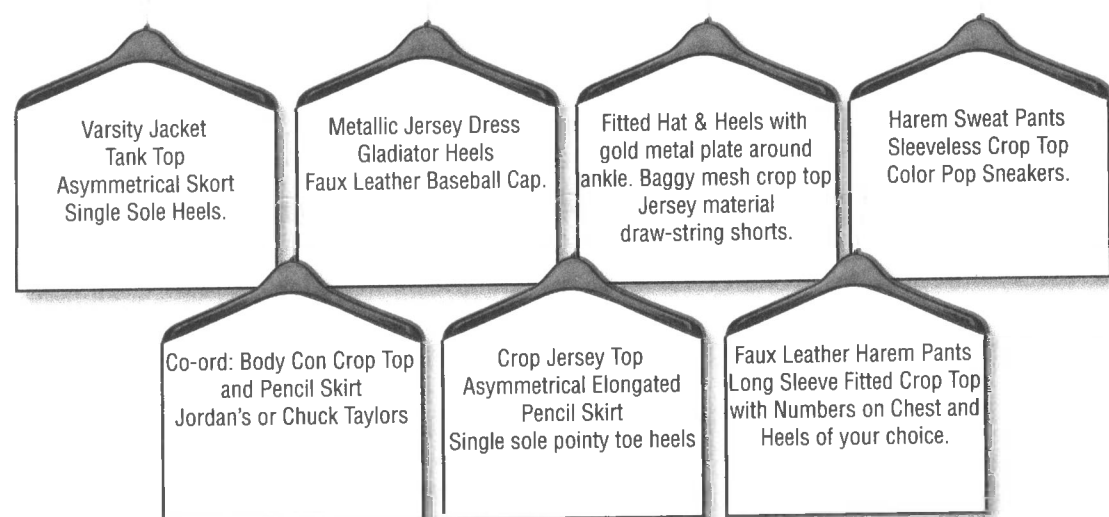 Varsity Jacket
Tank Top
Asymmetrical Skort
Single Sole Heels.
Metallic Jersey Dress
Gladiator Heels
Faux Leather Baseball Cap.
Fitted Hat & Heels with
gold metal plate around
ankle. Baggy mesh crop top
Jersey material
draw-string shorts.
Harem Sweat Pants
Sleeveless Crop Top
Color Pop Sneakers.
Co-ord: Body Con Crop Top
and Pencil Skirt
Jordan's or Chuck Taylors
Crop Jersey Top
Asymmetrical Elongated
Pencil Skirt
Single sole pointy toe heels
Faux Leather Harem Pants
Long Sleeve Fitted Crop Top
with Numbers on Chest and
Heels of your choice.